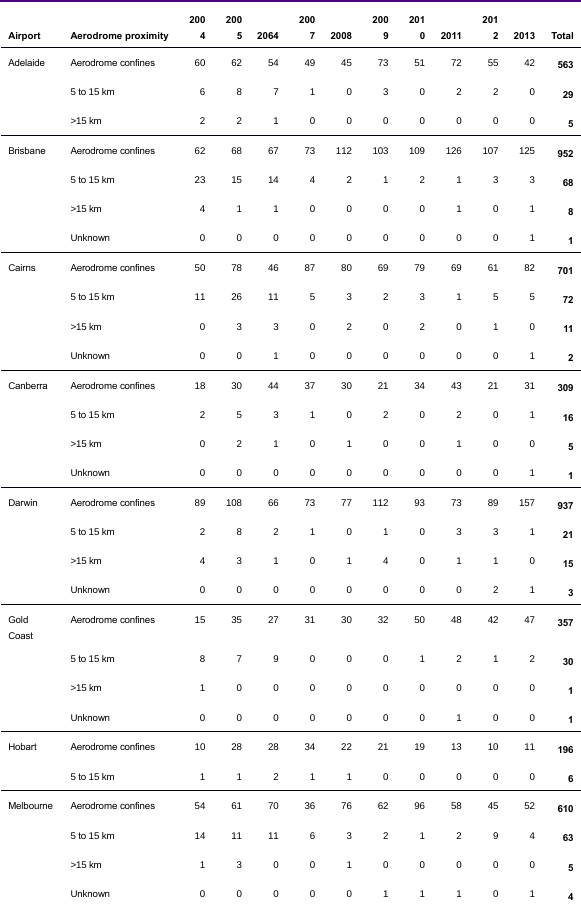 200 200 200 200 201 201
Airport Aerodrome proximity 4 5 2064 7 2008 9 0 2011 2 2013 Total
Adelaide Aerodrome confines 60 62 54 49 45 73 51 72 55 42 563
5 to 15 km 6 8 7 1 0 3 0 2 2 0 29
>15 km 2 2 1 0 0 0 0 0 0 0 5
Brisbane Aerodrome confines 62 68 67 73 112 103 109 126 107 125 952
5 to 15 km 23 15 14 4 2 1 2 1 3 3 68
>15 km 4 1 1 0 0 0 0 1 0 1 8
Unknown 0 0 0 0 0 0 0 0 0 1 1
Cairns Aerodrome confines 50 78 46 87 80 69 79 69 61 82 701
5 to 15 km 11 26 11 5 3 2 3 1 5 5 72
>15 km 0 3 3 0 2 0 2 0 1 0 11
Unknown 0 0 1 0 0 0 0 0 0 1 2
Canberra Aerodrome confines 18 30 44 37 30 21 34 43 21 31 309
5 to 15 km 2 5 3 1 0 2 0 2 0 1 16
>15 km 0 2 1 0 1 0 0 1 0 0 5
Unknown 0 0 0 0 0 0 0 0 0 1 1
Darwin Aerodrome confines 89 108 66 73 77 112 93 73 89 157 937
5 to 15 km 2 8 2 1 0 1 0 3 3 1 21
>15 km 4 3 1 0 1 4 0 1 1 0 15
Unknown 0 0 0 0 0 0 0 0 2 1 3
Gold Aerodrome confines 15 35 27 31 30 32 50 48 42 47 357
Coast
5 to 15 km 8 7 9 0 0 0 1 2 1 2 30
>15 km 1 0 0 0 0 0 0 0 0 0 1
Unknown 0 0 0 0 0 0 0 1 0 0 1
Hobart Aerodrome confines 10 28 28 34 22 21 19 13 10 11 196
5 to 15 km 1 1 2 1 1 0 0 0 0 0 6
Melbourne Aerodrome confines 54 61 70 36 76 62 96 58 45 52 610
5 to 15 km 14 11 11 6 3 2 1 2 9 4 63
>15 km 1 3 0 0 1 0 0 0 0 0 5
Unknown 0 0 0 0 0 1 1 1 0 1 4